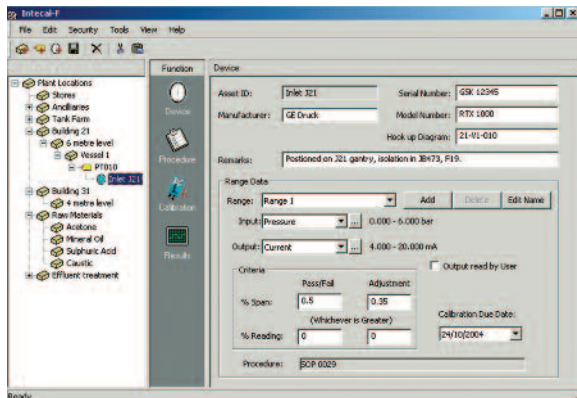 Intecal-F
File Edit Security Tools View Help
Plant Locations
Stores
Ancillaries
Tank Farm
Building 21
6 metre level
Vessel 1
PT010
Inlet J21
Building 31
4 metre level
Raw Materials
Acetone
Mineral Oil
Sulphuric Acid
Caustic
Effluent treatment
Function
Device
Procedure
Calibration
Results
Device
Asset ID: Inlet J21 Serial Number: GSK 12345
Manufacturer: GE Druck Model Number: RTX 1000
Hook up Diagram: 21-V1-010
Remarks: Postioned on J21 gantry, isolation in JB473, F19.
Range Data
Range: Range 1 Add Delete Edit Name
Input: Pressure ... 0.000 - 6.000 bar
Output: Current ... 4.000 - 20.000 mA
Criteria Output read by User
Pass/Fail Adjustment
% Span: 0.5 0.35
(Whichever is Greater) Calibration Due Date:
% Reading: 0 0 24/10/2004
Procedure: SOP 0029
Ready